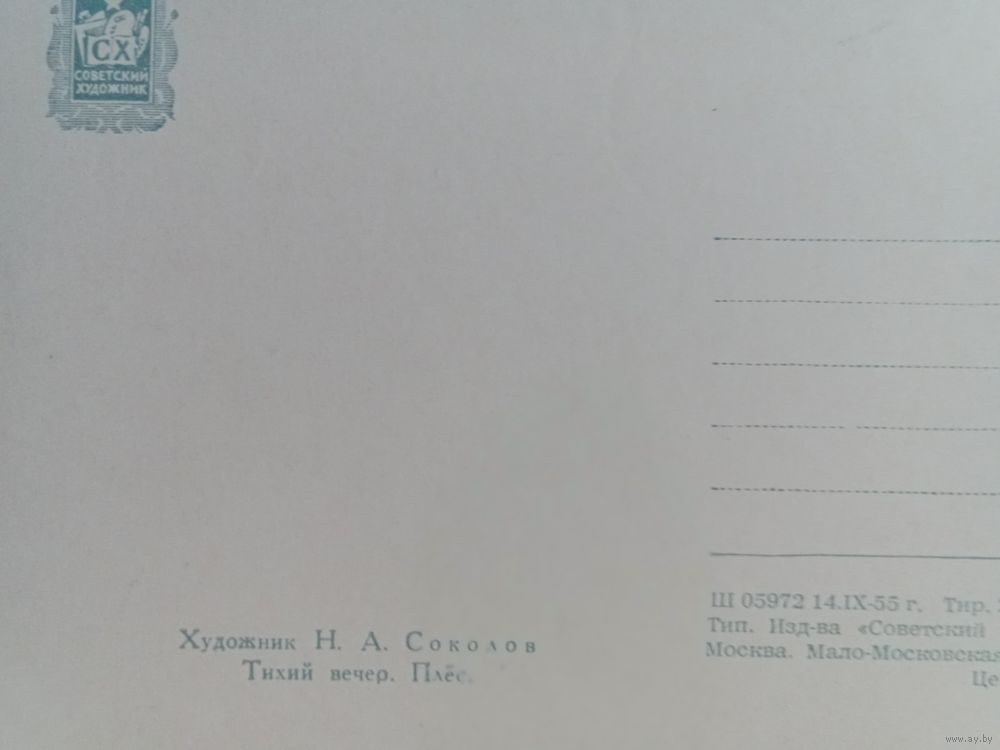 СХ
СОВЕТСКИЙ
ХУДОЖНИК
Художник Н. А. Соколов
Тихий вечер. Плёс.
Ш 05972 14.IX-55 г. Тир.
Тип. Изд-ва «Советский
Москва. Мало-Московская
Це
www.ay.by